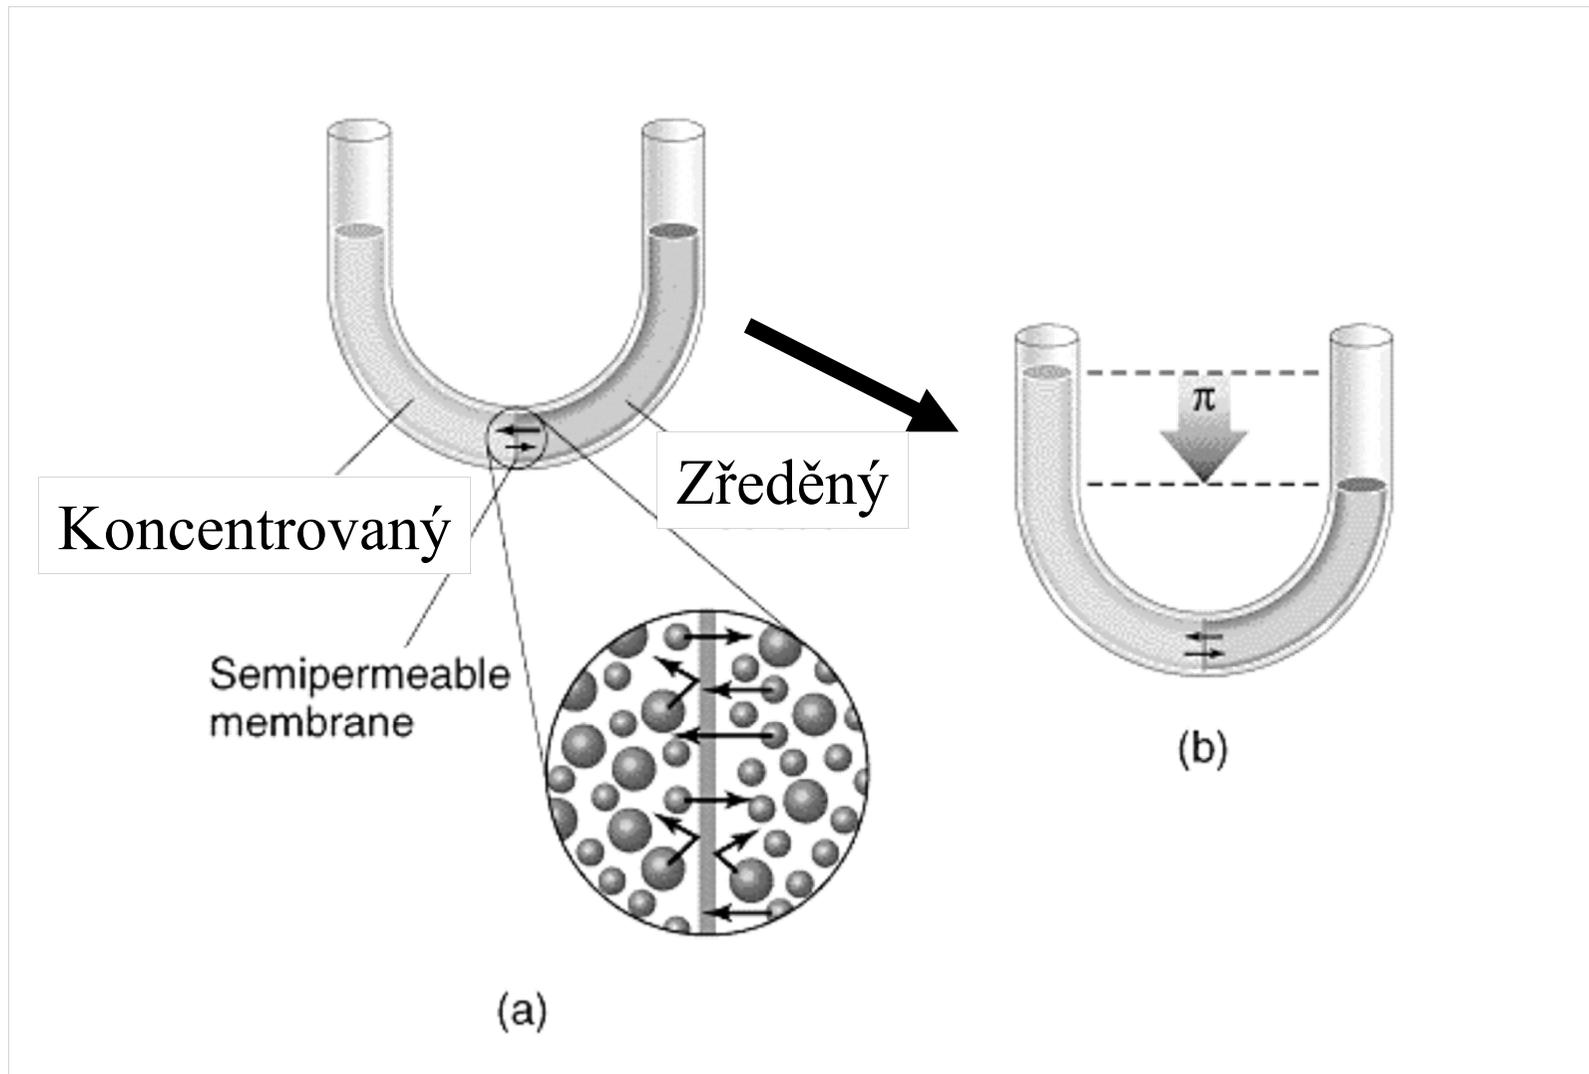 Koncentrovaný
Zředěný
Semipermeable
membrane
(a)
π
(b)